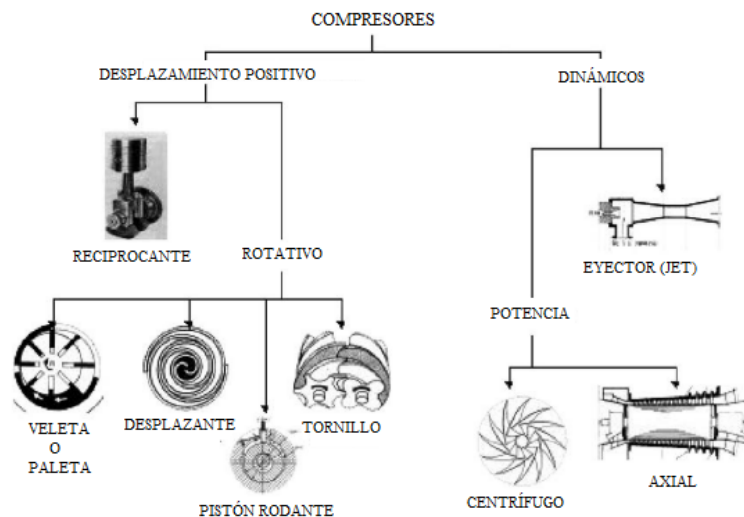 COMPRESORES
DESPLAZAMIENTO POSITIVO
DINÁMICOS
RECIPROCANTE
ROTATIVO
EYECTOR (JET)
POTENCIA
VELETA
O
PALETA
DESPLAZANTE
TORNILLO
PISTÓN RODANTE
CENTRÍFUGO
AXIAL